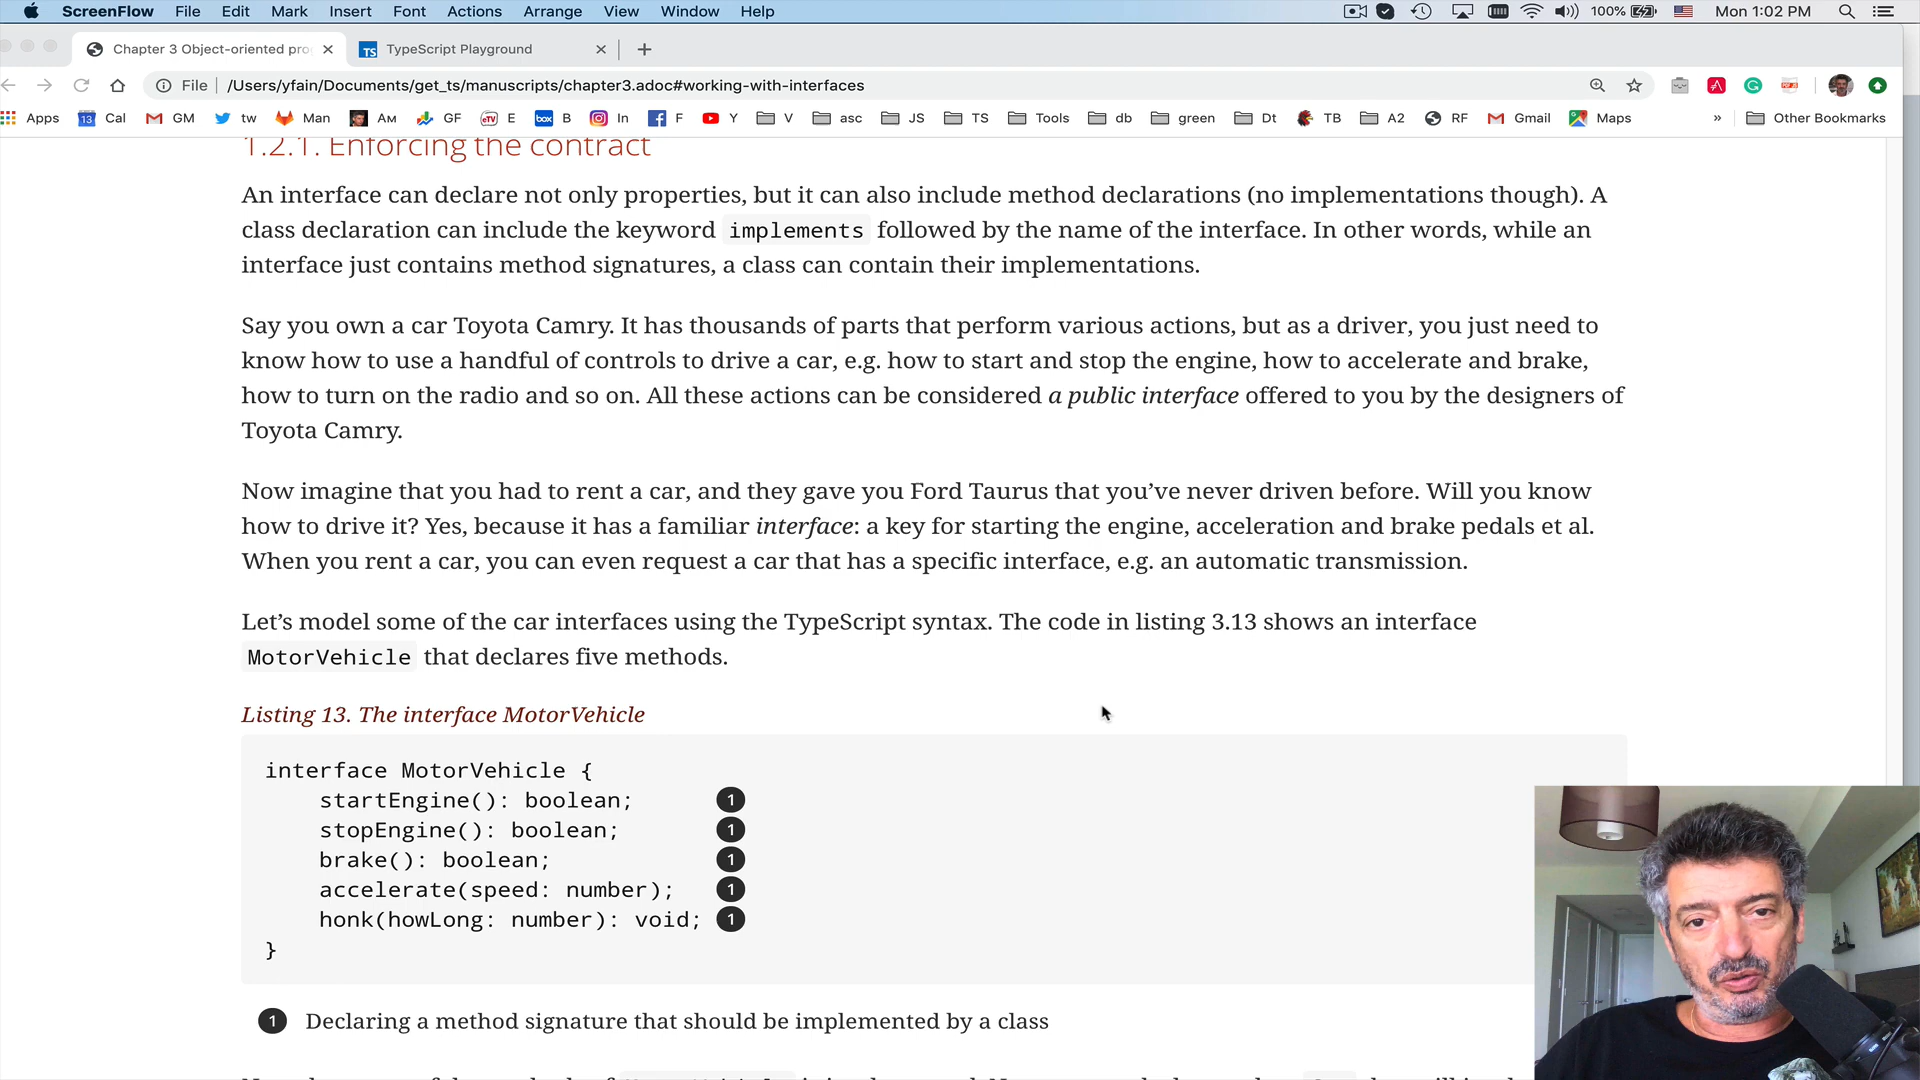 ScreenFlow File Edit Mark Insert Font Actions Arrange View Window Help 100% Mon 1:02 PM
Chapter 3 Object-oriented pro TS TypeScript Playground
File /Users/yfain/Documents/get_ts/manuscripts/chapter3.adoc#working-with-interfaces
Apps 13 Cal GM tw Man Ам GF eTV E box B In F Y V asc JS TS Tools db green Dt TB A2 RF Gmail Maps » Other Bookmarks
1.2.1. Enforcing the contract
An interface can declare not only properties, but it can also include method declarations (no implementations though). A
class declaration can include the keyword implements followed by the name of the interface. In other words, while an
interface just contains method signatures, a class can contain their implementations.
Say you own a car Toyota Camry. It has thousands of parts that perform various actions, but as a driver, you just need to
know how to use a handful of controls to drive a car, e.g. how to start and stop the engine, how to accelerate and brake,
how to turn on the radio and so on. All these actions can be considered a public interface offered to you by the designers of
Toyota Camry.
Now imagine that you had to rent a car, and they gave you Ford Taurus that you’ve never driven before. Will you know
how to drive it? Yes, because it has a familiar interface: a key for starting the engine, acceleration and brake pedals et al.
When you rent a car, you can even request a car that has a specific interface, e.g. an automatic transmission.
Let’s model some of the car interfaces using the TypeScript syntax. The code in listing 3.13 shows an interface
MotorVehicle that declares five methods.
Listing 13. The interface MotorVehicle
interface MotorVehicle {
startEngine(): boolean; 1
stopEngine(): boolean; 1
brake(): boolean; 1
accelerate(speed: number); 1
honk(howLong: number): void; 1
}
1 Declaring a method signature that should be implemented by a class